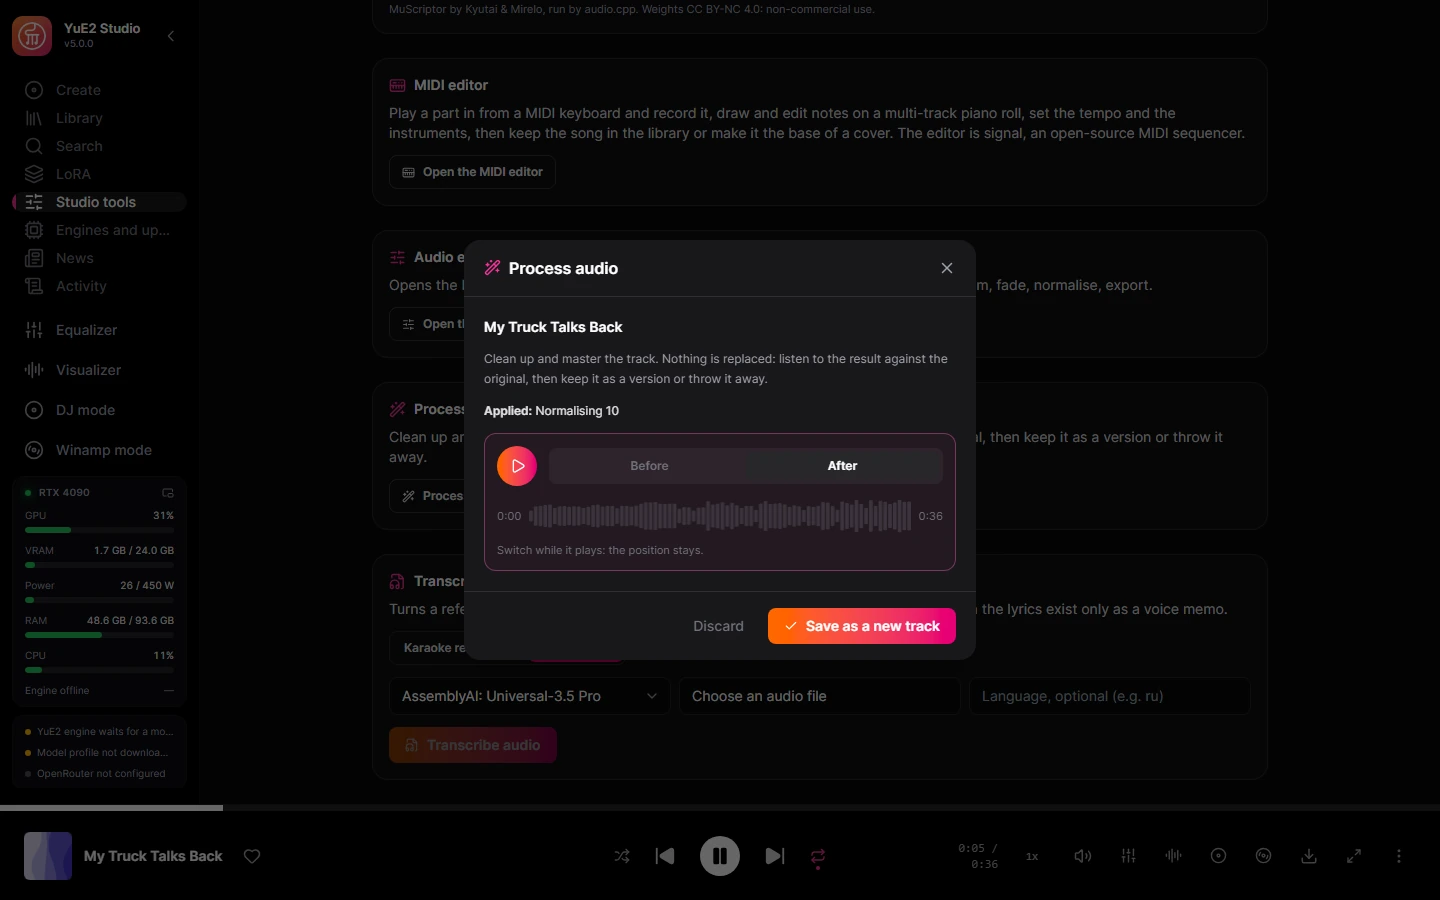 YuE2 Studio
v5.0.0
Create
Library
Search
LoRA
Studio tools
Engines and up...
News
Activity
Equalizer
Visualizer
DJ mode
Winamp mode
RTX 4090
GPU 31%
VRAM 1.7 GB / 24.0 GB
Power 26 / 450 W
RAM 48.6 GB / 93.6 GB
CPU 11%
Engine offline —
YuE2 engine waits for a mo...
Model profile not downloa...
OpenRouter not configured
MuScriptor by Kyutai & Mirelo, run by audio.cpp. Weights CC BY-NC 4.0: non-commercial use.
MIDI editor
Play a part in from a MIDI keyboard and record it, draw and edit notes on a multi-track piano roll, set the tempo and the
instruments, then keep the song in the library or make it the base of a cover. The editor is signal, an open-source MIDI sequencer.
Open the MIDI editor
Audio e
Opens the l m, fade, normalise, export.
Open th
Process
Clean up an l, then keep it as a version or throw it
away.
Proces
Transcr
Turns a refe the lyrics exist only as a voice memo.
Karaoke re
AssemblyAI: Universal-3.5 Pro
Choose an audio file
Language, optional (e.g. ru)
Transcribe audio
Process audio
My Truck Talks Back
Clean up and master the track. Nothing is replaced: listen to the result against the
original, then keep it as a version or throw it away.
Applied: Normalising 10
Before After
0:00 0:36
Switch while it plays: the position stays.
Discard
Save as a new track
My Truck Talks Back
0:05 /
0:36
1x